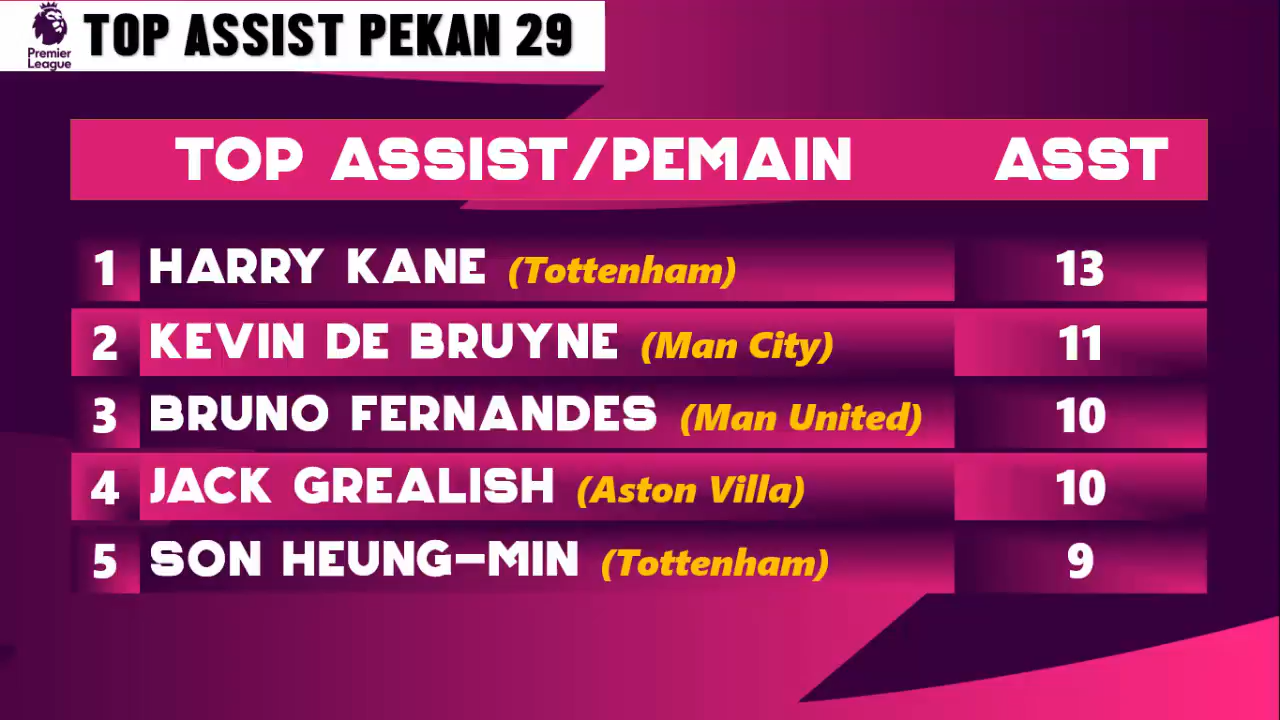 Premier
League
TOP ASSIST PEKAN 29
TOP ASSIST/PEMAIN ASST
1 HARRY KANE (Tottenham) 13
2 KEVIN DE BRUYNE (Man City) 11
3 BRUNO FERNANDES (Man United) 10
4 JACK GREALISH (Aston Villa) 10
5 SON HEUNG-MIN (Tottenham) 9